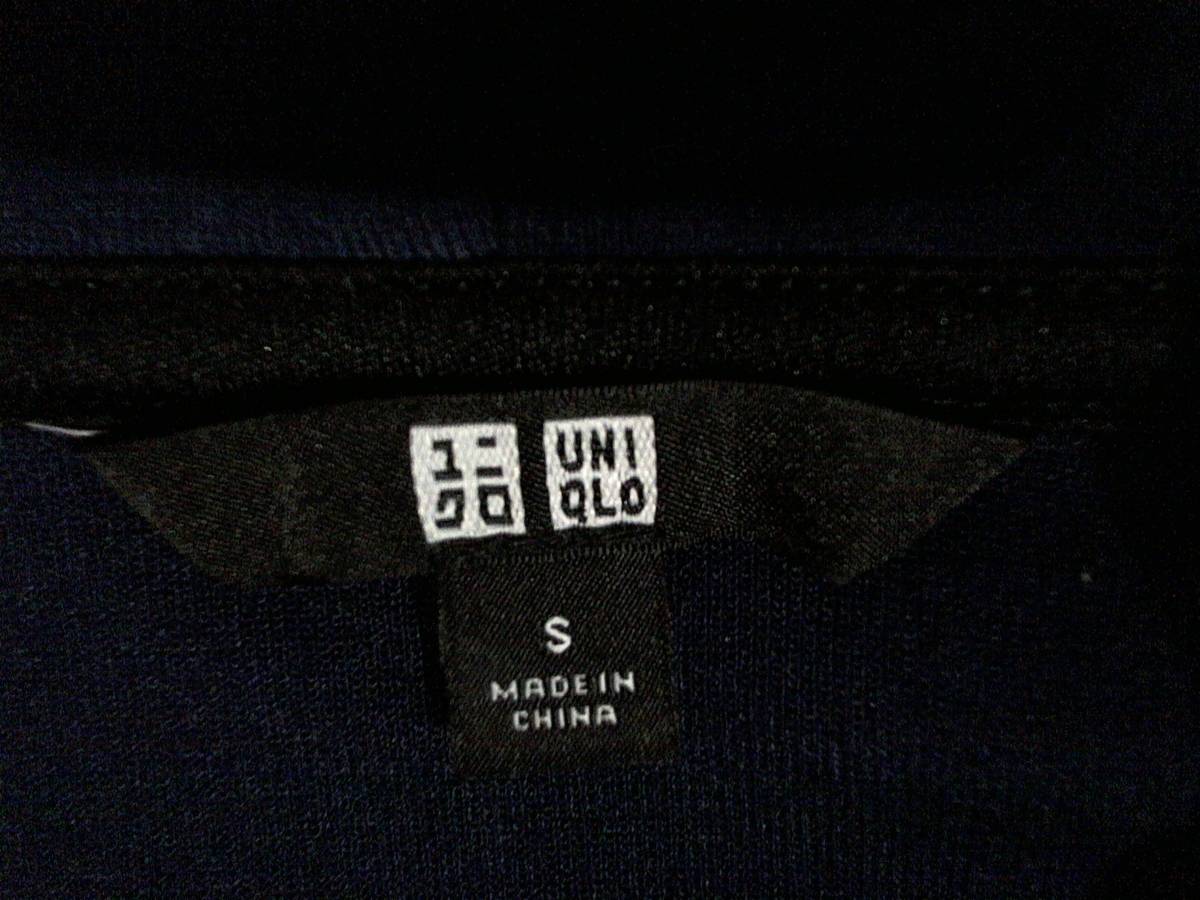 ユニ UNI
クロ QLO
S
MADE IN
CHINA